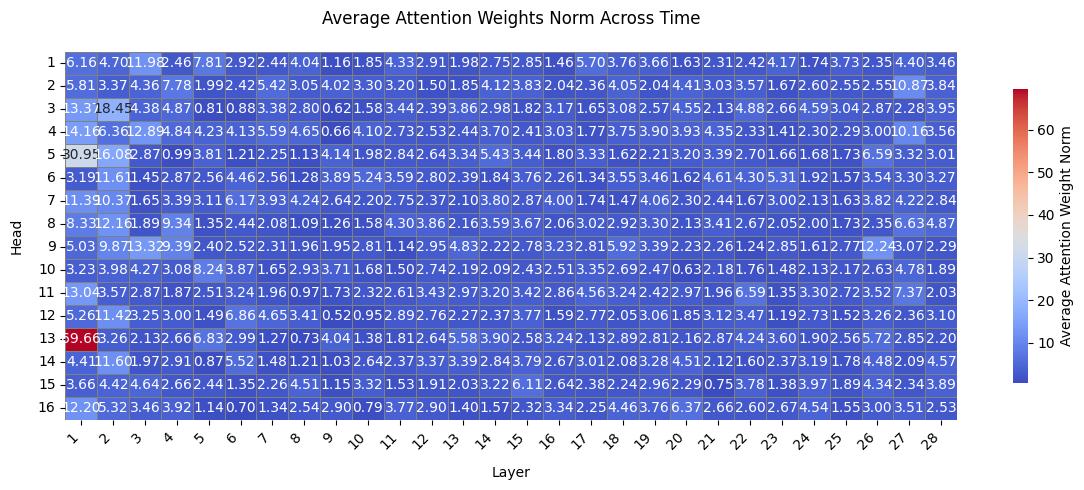 Average Attention Weights Norm Across Time
1 6.16 4.70 11.98 2.46 7.81 2.92 2.44 4.04 1.16 1.85 4.33 2.91 1.98 2.75 2.85 1.46 5.70 3.76 3.66 1.63 2.31 2.42 4.17 1.74 3.73 2.35 4.40 3.46
2 5.81 3.37 4.36 7.78 1.99 2.42 5.42 3.05 4.02 3.30 3.20 1.50 1.85 4.12 3.83 2.04 2.36 4.05 2.04 4.41 3.03 3.57 1.67 2.60 2.55 2.55 10.87 3.84
3 13.37 18.45 4.38 4.87 0.81 0.88 3.38 2.80 0.62 1.58 3.44 2.39 3.86 2.98 1.82 3.17 1.65 3.08 2.57 4.55 2.13 4.88 2.66 4.59 3.04 2.87 2.28 3.95
4 14.16 6.36 12.89 4.84 4.23 4.13 5.59 4.65 0.66 4.10 2.73 2.53 2.44 3.70 2.41 3.03 1.77 3.75 3.90 3.93 4.35 2.33 1.41 2.30 2.29 3.00 10.16 3.56
5 30.95 16.08 2.87 0.99 3.81 1.21 2.25 1.13 4.14 1.98 2.84 2.64 3.34 5.43 3.44 1.80 3.33 1.62 2.21 3.20 3.39 2.70 1.66 1.68 1.73 6.59 3.32 3.01
6 3.19 11.61 1.45 2.87 2.56 4.46 2.56 1.28 3.89 5.24 3.59 2.80 2.39 1.84 3.76 2.26 1.34 3.55 3.46 1.62 4.61 4.30 5.31 1.92 1.57 3.54 3.30 3.27
7 11.39 10.37 1.65 3.39 3.11 6.17 3.93 4.24 2.64 2.20 2.75 2.37 2.10 3.80 2.87 4.00 1.74 1.47 4.06 2.30 2.44 1.67 3.00 2.13 1.63 3.82 4.22 2.84
8 8.33 12.16 1.89 9.34 1.35 2.44 2.08 1.09 1.26 1.58 4.30 3.86 2.16 3.59 3.67 2.06 3.02 2.92 3.30 2.13 3.41 2.67 2.05 2.00 1.73 2.35 6.63 4.87
9 5.03 9.87 13.32 9.39 2.40 2.52 2.31 1.96 1.95 2.81 1.14 2.95 4.83 2.22 2.78 3.23 2.81 5.92 3.39 2.23 2.26 1.24 2.85 1.61 2.77 12.24 3.07 2.29
10 3.23 3.98 4.27 3.08 8.24 3.87 1.65 2.93 3.71 1.68 1.50 2.74 2.19 2.09 2.43 2.51 3.35 2.69 2.47 0.63 2.18 1.76 1.48 2.13 2.17 2.63 4.78 1.89
11 13.04 3.57 2.87 1.87 2.51 3.24 1.96 0.97 1.73 2.32 2.61 3.43 2.97 3.20 3.42 2.86 4.56 3.24 2.42 2.97 1.96 6.59 1.35 3.30 2.72 3.52 7.37 2.03
12 5.26 11.42 3.25 3.00 1.49 6.86 4.65 3.41 0.52 0.95 2.89 2.76 2.27 2.37 3.77 1.59 2.77 2.05 3.06 1.85 3.12 3.47 1.19 2.73 1.52 3.26 2.36 3.10
13 69.66 3.26 2.13 2.66 6.83 2.99 1.27 0.73 4.04 1.38 1.81 2.64 5.58 3.90 2.58 3.24 2.13 2.89 2.81 2.16 2.87 4.24 3.60 1.90 2.56 5.72 2.85 2.20
14 4.41 11.60 1.97 2.91 0.87 5.52 1.48 1.21 1.03 2.64 2.37 3.37 3.39 2.84 3.79 2.67 3.01 2.08 3.28 4.51 2.12 1.60 2.37 3.19 1.78 4.48 2.09 4.57
15 3.66 4.42 4.64 2.66 2.44 1.35 2.26 4.51 1.15 3.32 1.53 1.91 2.03 3.22 6.11 2.64 2.38 2.24 2.96 2.29 0.75 3.78 1.38 3.97 1.89 4.34 2.34 3.89
16 12.20 5.32 3.46 3.92 1.14 0.70 1.34 2.54 2.90 0.79 3.77 2.90 1.40 1.57 2.32 3.34 2.25 4.46 3.76 6.37 2.66 2.60 2.67 4.54 1.55 3.00 3.51 2.53
1 2 3 4 5 6 7 8 9 10 11 12 13 14 15 16 17 18 19 20 21 22 23 24 25 26 27 28
Layer
Head
60
50
40
30
20
10
Average Attention Weight Norm